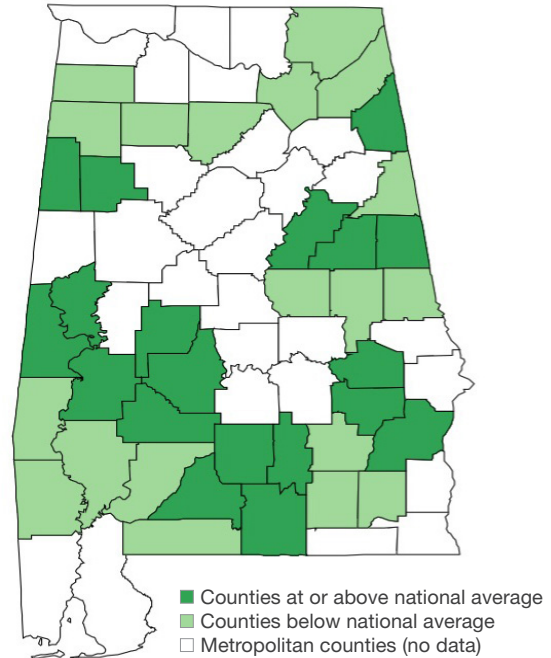 Counties at or above national average
Counties below national average
Metropolitan counties (no data)